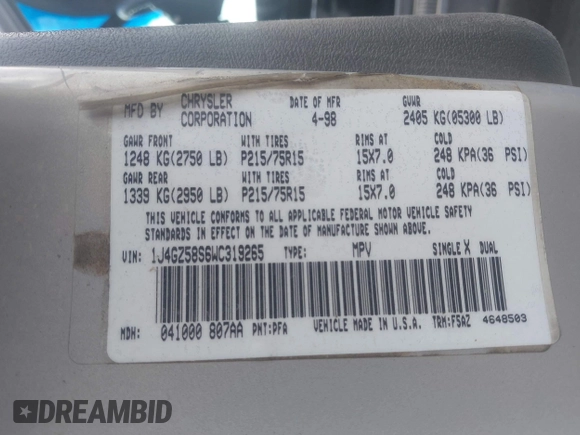 MFD BY CHRYSLER CORPORATION DATE OF MFR 4-98 GVWR 2405 KG(05300 LB)
GAWR FRONT WITH TIRES RIMS AT COLD
1248 KG(2750 LB) P215/75R15 15X7.0 248 KPA(36 PSI)
GAWR REAR WITH TIRES RIMS AT COLD
1339 KG(2950 LB) P215/75R15 15X7.0 248 KPA(36 PSI)
THIS VEHICLE CONFORMS TO ALL APPLICABLE FEDERAL MOTOR VEHICLE SAFETY
STANDARDS IN EFFECT ON THE DATE OF MANUFACTURE SHOWN ABOVE.
VIN: 1J4GZ58S6WC319265 TYPE: MPV SINGLE X DUAL
MDH: 041000 807AA PNT:PFA VEHICLE MADE IN U.S.A. TRM:F5AZ 4648503
DREAMBID